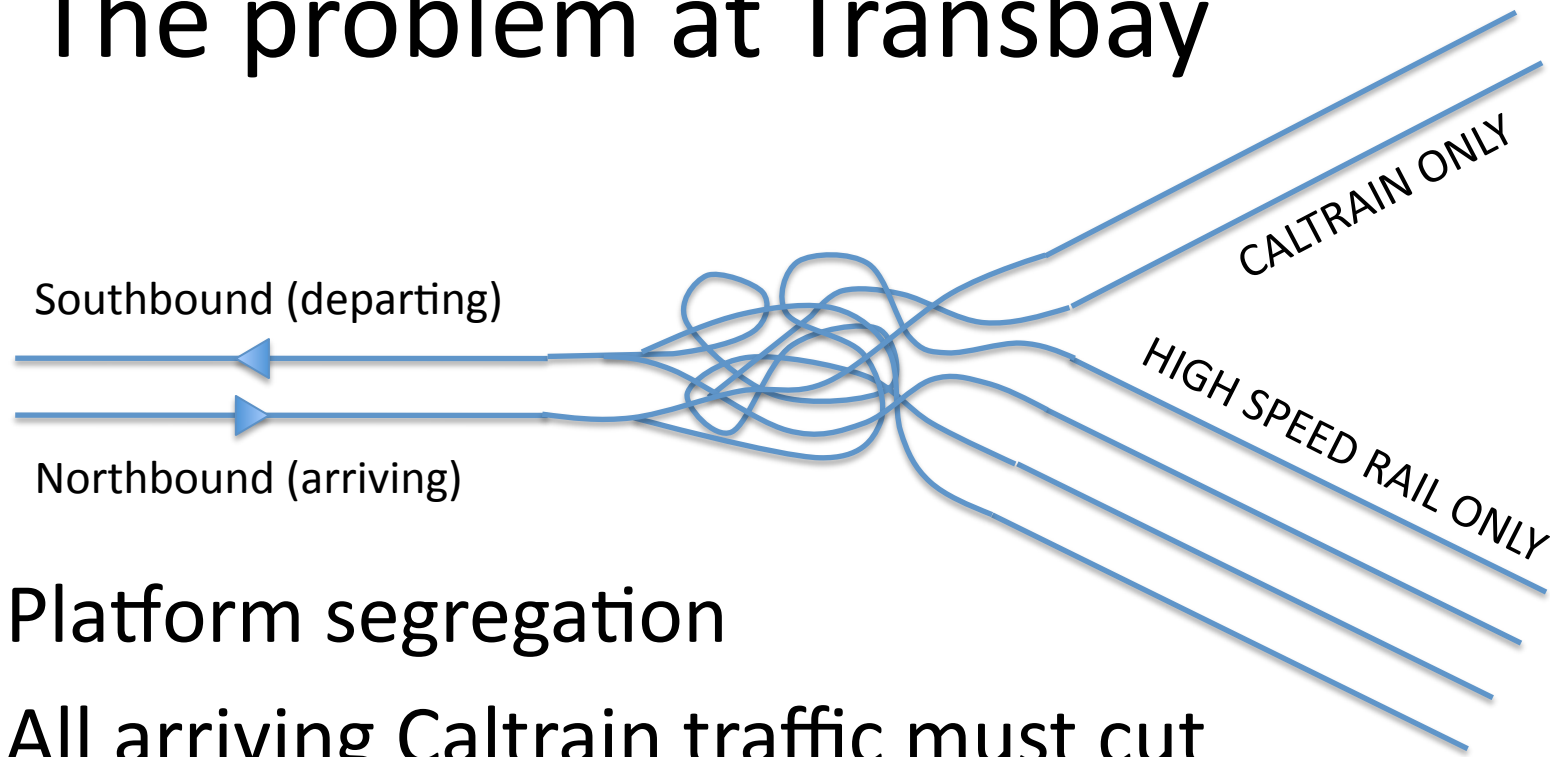 The problem at Transbay
CALTRAIN ONLY
Southbound (departing)
HIGH SPEED RAIL ONLY
Northbound (arriving)
Platform segregation
All arriving Caltrain traffic must cut